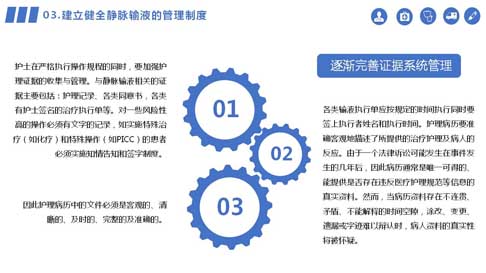 03.建立健全静脉输液的管理制度
护士在严格执行操作规程的同时，要加强护
理证据的收集与管理。与静脉输液相关的证
据主要包括：护理记录、各类同意书，各类
有护士签名的治疗执行单等。对一些风险性
高的操作必须有文字的记录，如实施特殊治
疗（如化疗）和特殊操作（如PICC）的患者
必须实施知情告知和签字制度。
因此护理病历中的文件必须是客观的、清
晰的、及时的、完整的及准确的。
01
02
03
逐渐完善证据系统管理
各类输液执行单应按规定的时间执行同时要
签上执行者姓名和执行时间。护理病历要准
确客观地描述了所提供的治疗护理及病人的
反应。由于一个法律诉讼可能发生在事件发
生的几年后，因此病历通常是唯一可得的、
能提供是否存在违反医疗护理规范等信息的
真实资料。然而，当病历资料存在不连贯、
矛盾、不能解释的时间空隙，涂改、变更、
遗漏或字迹难以辩认时，病人资料的真实性
将被怀疑。